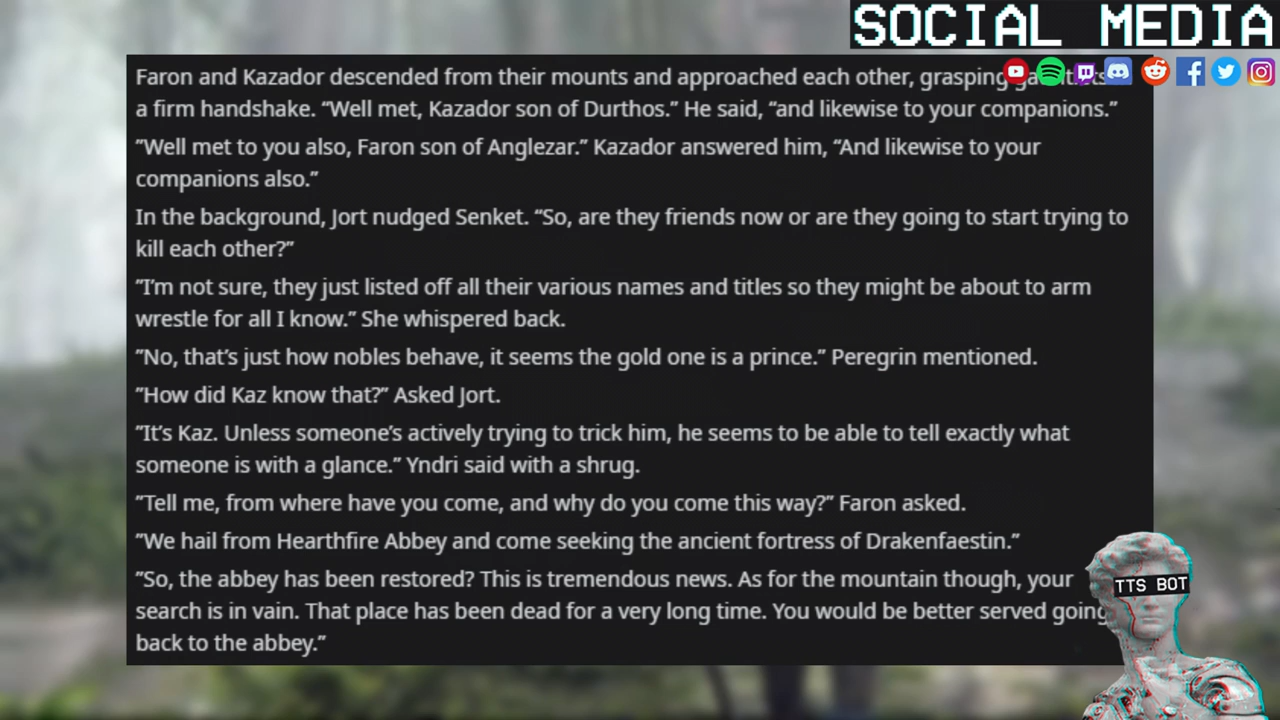 SOCIAL MEDIA
Faron and Kazador descended from their mounts and approached each other, grasping
a firm handshake. “Well met, Kazador son of Durthos.” He said, “and likewise to your companions.”
”Well met to you also, Faron son of Anglezar.” Kazador answered him, “And likewise to your
companions also.”
In the background, Jort nudged Senket. “So, are they friends now or are they going to start trying to
kill each other?”
”I’m not sure, they just listed off all their various names and titles so they might be about to arm
wrestle for all I know.” She whispered back.
”No, that’s just how nobles behave, it seems the gold one is a prince.” Peregrin mentioned.
”How did Kaz know that?” Asked Jort.
”It’s Kaz. Unless someone’s actively trying to trick him, he seems to be able to tell exactly what
someone is with a glance.” Yndri said with a shrug.
”Tell me, from where have you come, and why do you come this way?” Faron asked.
”We hail from Hearthfire Abbey and come seeking the ancient fortress of Drakenfaestin.”
”So, the abbey has been restored? This is tremendous news. As for the mountain though, your
search is in vain. That place has been dead for a very long time. You would be better served going
back to the abbey.”
TTS BOT